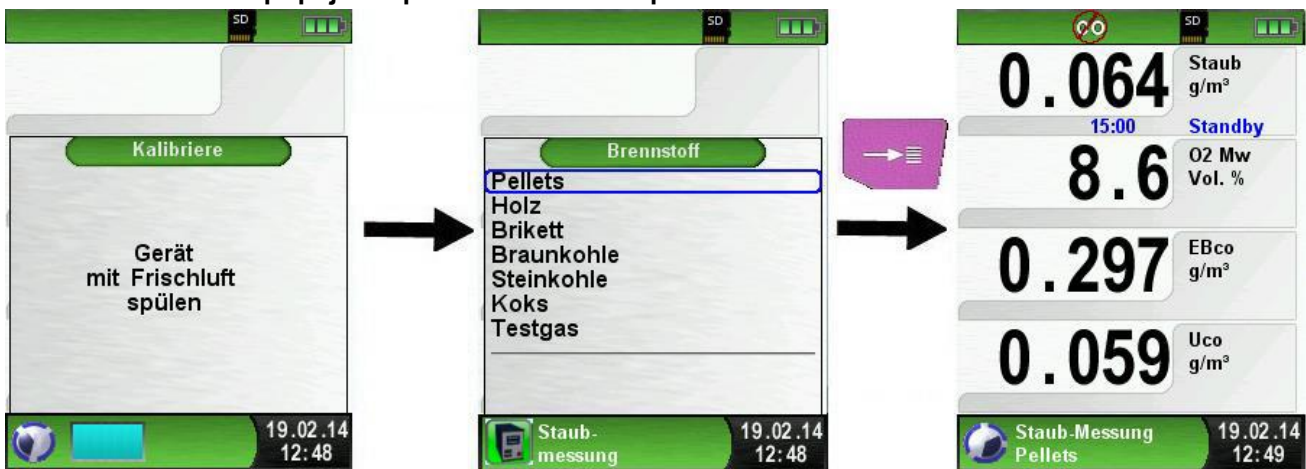 SD
Kalibriere
Gerät
mit Frischluft
spülen
19.02.14
12:48
SD
Brennstoff
Pellets
Holz
Brikett
Braunkohle
Steinkohle
Koks
Testgas
Staub-
messung
19.02.14
12:48
CO
SD
0.064 Staub
g/m³
15:00 Standby
8.6 O2 Mw
Vol. %
0.297 EBco
g/m³
0.059 Uco
g/m³
Staub-Messung
Pellets
19.02.14
12:49